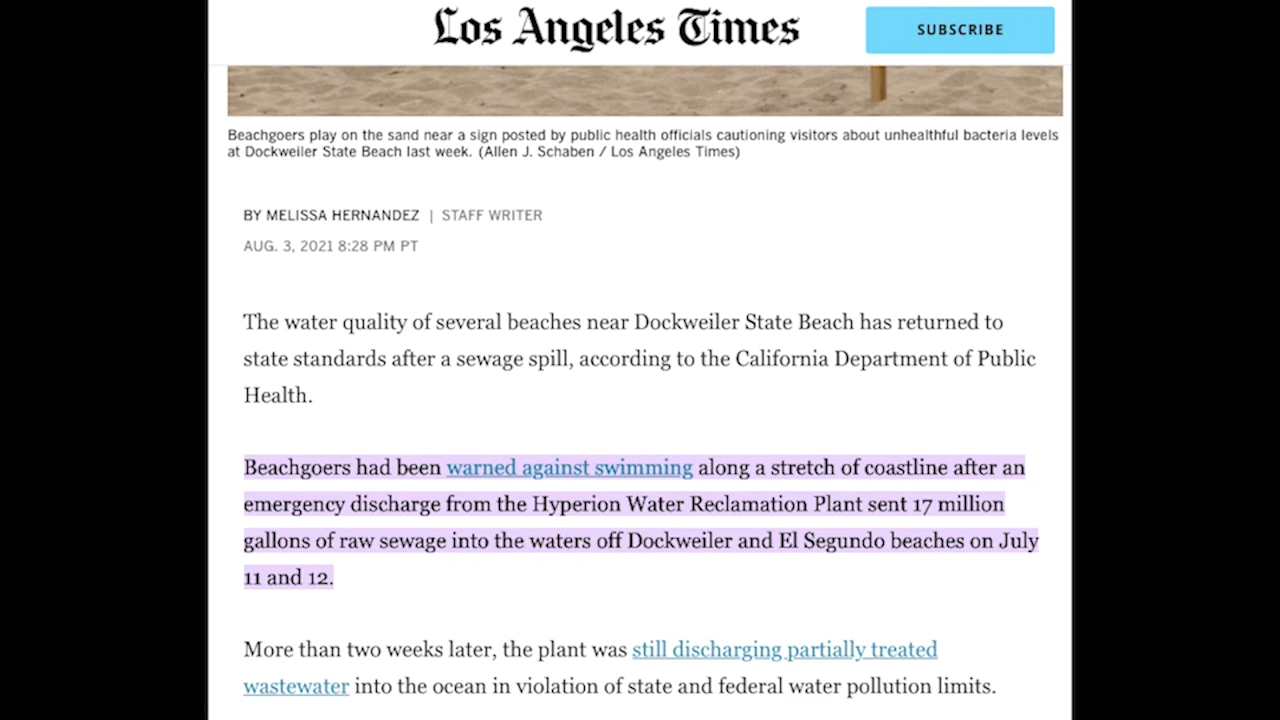 Los Angeles Times
SUBSCRIBE
Beachgoers play on the sand near a sign posted by public health officials cautioning visitors about unhealthful bacteria levels
at Dockweiler State Beach last week. (Allen J. Schaben / Los Angeles Times)
BY MELISSA HERNANDEZ | STAFF WRITER
AUG. 3, 2021 8:28 PM PT
The water quality of several beaches near Dockweiler State Beach has returned to
state standards after a sewage spill, according to the California Department of Public
Health.
Beachgoers had been warned against swimming along a stretch of coastline after an
emergency discharge from the Hyperion Water Reclamation Plant sent 17 million
gallons of raw sewage into the waters off Dockweiler and El Segundo beaches on July
11 and 12.
More than two weeks later, the plant was still discharging partially treated
wastewater into the ocean in violation of state and federal water pollution limits.